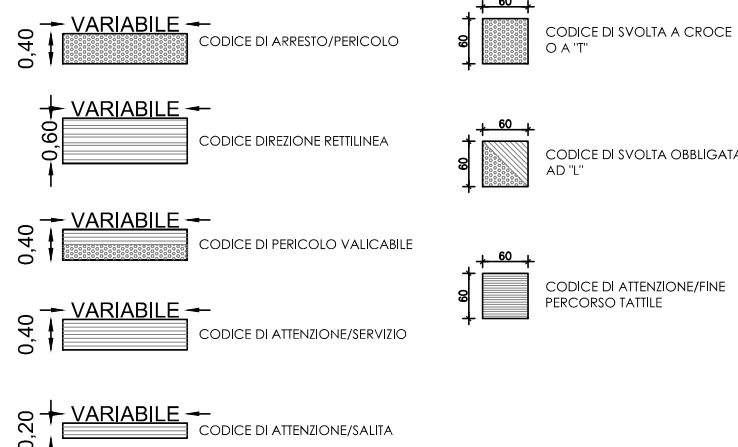 VARIABILE
0,40
CODICE DI ARRESTO/PERICOLO
VARIABILE
0,60
CODICE DIREZIONE RETTILINEA
VARIABILE
0,40
CODICE DI PERICOLO VALICABILE
VARIABILE
0,40
CODICE DI ATTENZIONE/SERVIZIO
VARIABILE
0,20
CODICE DI ATTENZIONE/SALITA
60
60
CODICE DI SVOLTA A CROCE
O A "T"
60
60
CODICE DI SVOLTA OBBLIGATA
AD "L"
60
60
CODICE DI ATTENZIONE/FINE
PERCORSO TATTILE